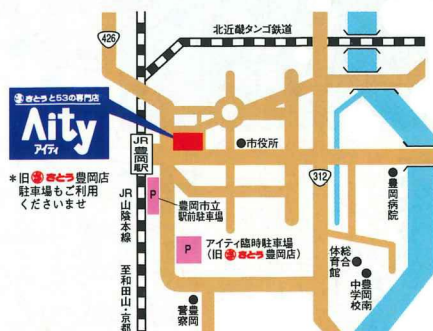 北近畿タンゴ鉄道
426
さとうと53の専門店
Aity
アイティ
*旧さとう豊岡店
駐車場もご利用
くださいませ
JR豊岡駅
市役所
312
豊岡病院
P
豊岡市立
駅前駐車場
P
アイティ臨時駐車場
(旧さとう豊岡店)
JR山陰本線
至和田山・京都
総合
体育館
豊岡南
中学校
豊岡
警察